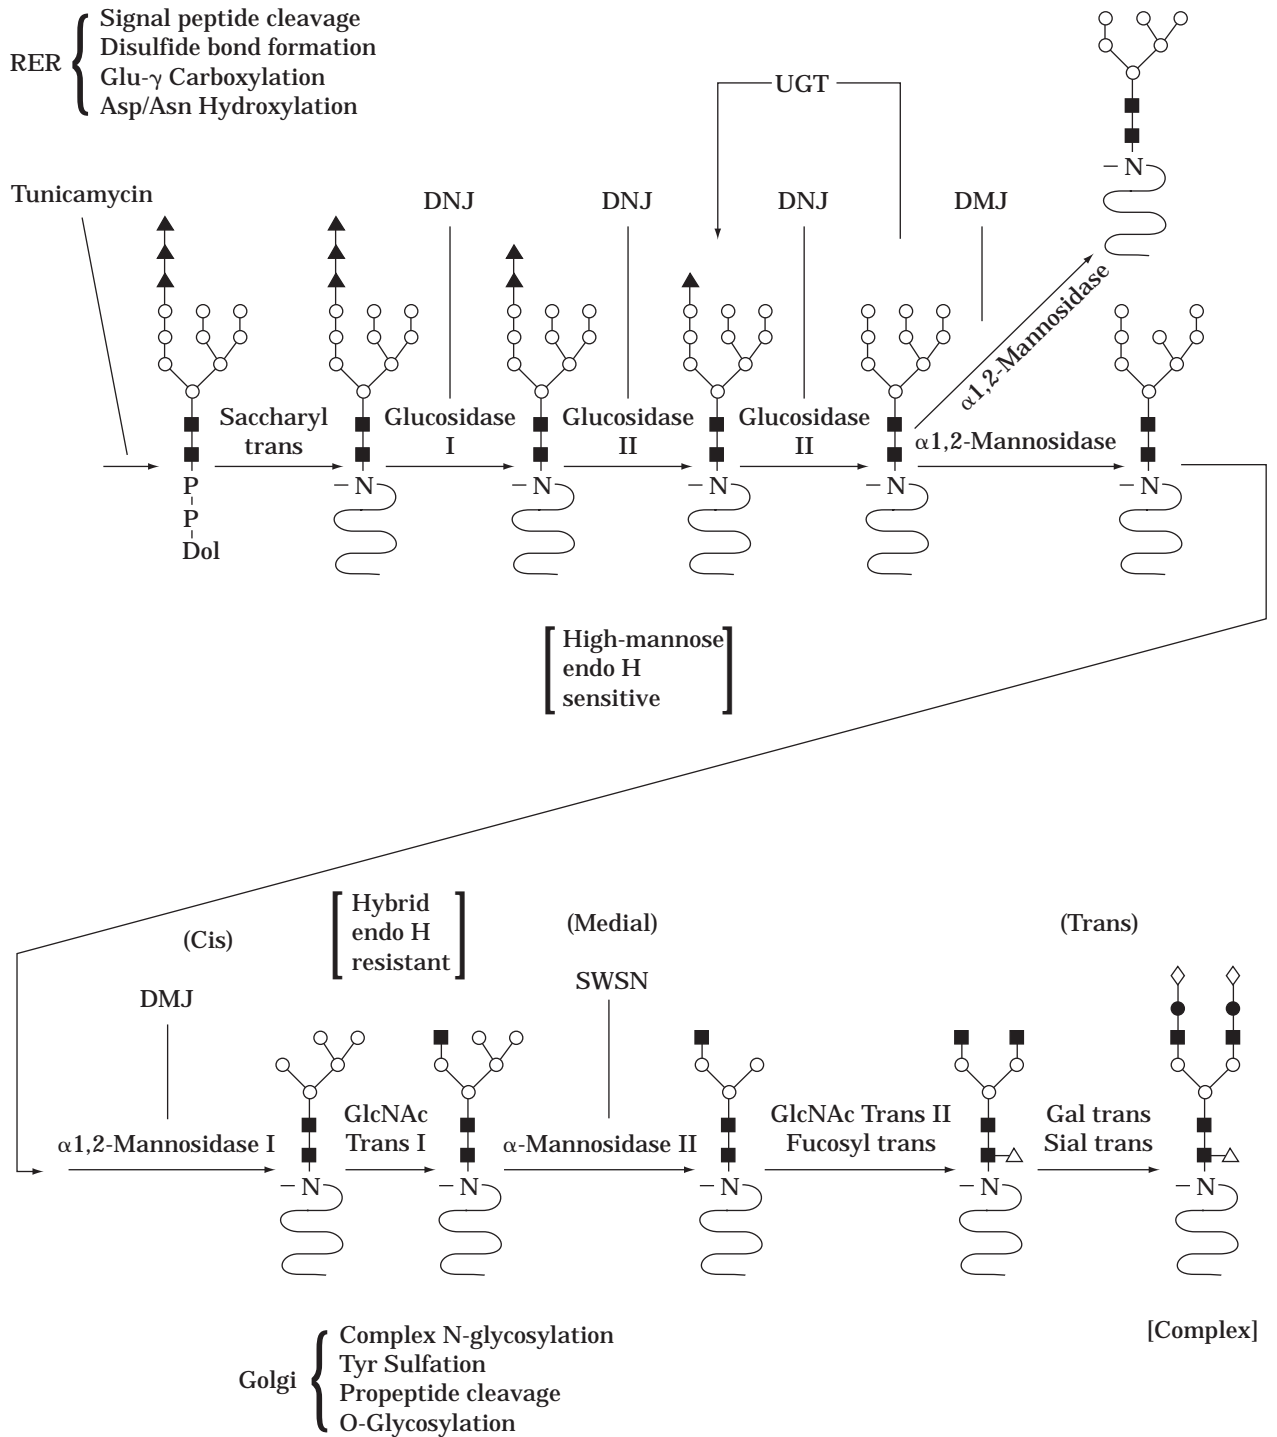 RER
Signal peptide cleavage
Disulfide bond formation
Glu-γ Carboxylation
Asp/Asn Hydroxylation
UGT
Tunicamycin
DNJ
DNJ
DNJ
DMJ
– N
α1,2-Mannosidase
Saccharyl
trans
Glucosidase
I
Glucosidase
II
Glucosidase
II
α1,2-Mannosidase
P
P
Dol
– N
– N
– N
– N
– N
High-mannose
endo H
sensitive
Hybrid
endo H
resistant
(Cis)
(Medial)
(Trans)
DMJ
SWSN
α1,2-Mannosidase I
GlcNAc
Trans I
α-Mannosidase II
GlcNAc Trans II
Fucosyl trans
Gal trans
Sial trans
– N
– N
– N
– N
– N
[Complex]
Golgi
Complex N-glycosylation
Tyr Sulfation
Propeptide cleavage
O-Glycosylation